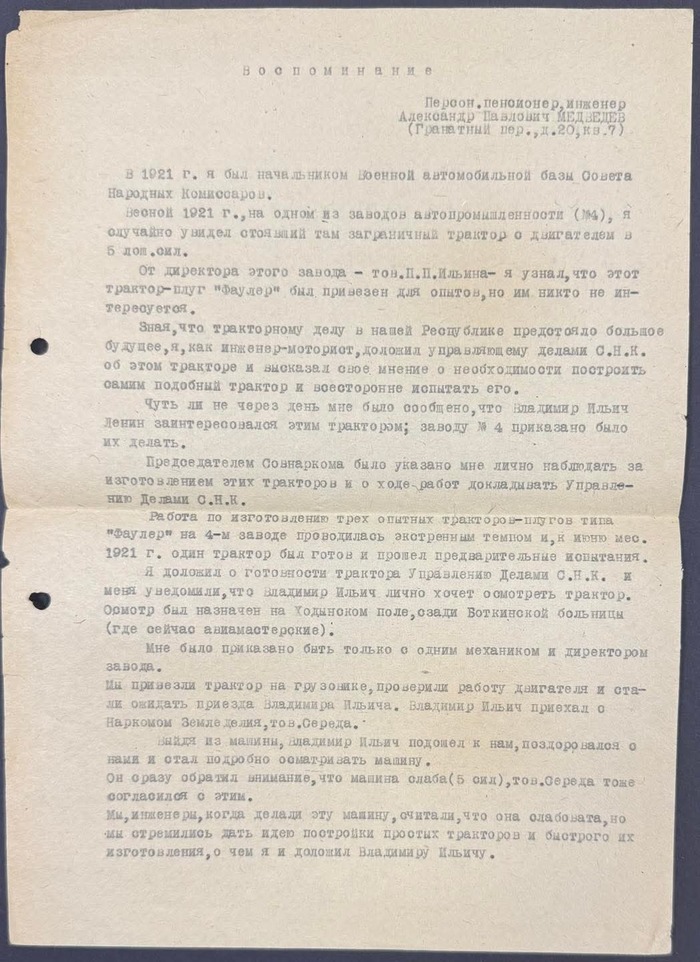 Воспоминание
Персон.пенсионер,инженер
Александр Павлович МЕДВЕДЕВ
(Гранатный пер.,д.20,кв.7)
В 1921 г. я был начальником Военной автомобильной базы Совета
Народных Комиссаров.
Весной 1921 г.,на одном из заводов автопромышленности (№4), я
случайно увидел стоявший там заграничный трактор с двигателем в
5 лош.сил.
От директора этого завода - тов.П.П.Ильина- я узнал,что этот
трактор-плуг "Фаулер" был привезен для опытов,но им никто не ин-
тересуется.
Зная,что тракторному делу в нашей Республике предстояло большое
будущее,я,как инженер-моторист,доложил управляющему делами С.Н.К.
об этом тракторе и высказал свое мнение о необходимости построить
самим подобный трактор и всесторонне испытать его.
Чуть ли не через день мне было сообщено,что Владимир Ильич
Ленин заинтересовался этим трактором; заводу № 4 приказано было
их делать.
Председателем Совнаркома было указано мне лично наблюдать за
изготовлением этих тракторов и о ходе работ докладывать Управле-
нию Делами С.Н.К.
Работа по изготовлению трех опытных тракторов-плугов типа
"Фаулер" на 4-м заводе проводилась экстренным темпом и,к июню мес.
1921 г. один трактор был готов и прошел предварительные испытания.
Я доложил о готовности трактора Управлению Делами С.Н.К. и
меня уведомили,что Владимир Ильич лично хочет осмотреть трактор.
Осмотр был назначен на Ходынском поле,сзади Боткинской больницы
(где сейчас авиамастерские).
Мне было приказано быть только с одним механиком и директором
завода.
Мы привезли трактор на грузовике,проверили работу двигателя и ста-
ли ожидать приезда Владимира Ильича. Владимир Ильич приехал с
Наркомом Земледелия,тов.Середа.
Выйдя из машины,Владимир Ильич подошел к нам,поздоровался с
нами и стал подробно осматривать машину.
Он сразу обратил внимание,что машина слаба(5 сил),тов.Середа тоже
согласился с этим.
Мы,инженеры,когда делали эту машину,считали,что она слабовата,но
мы стремились дать идею постройки простых тракторов и быстрого их
изготовления,о чем я и доложил Владимиру Ильичу.